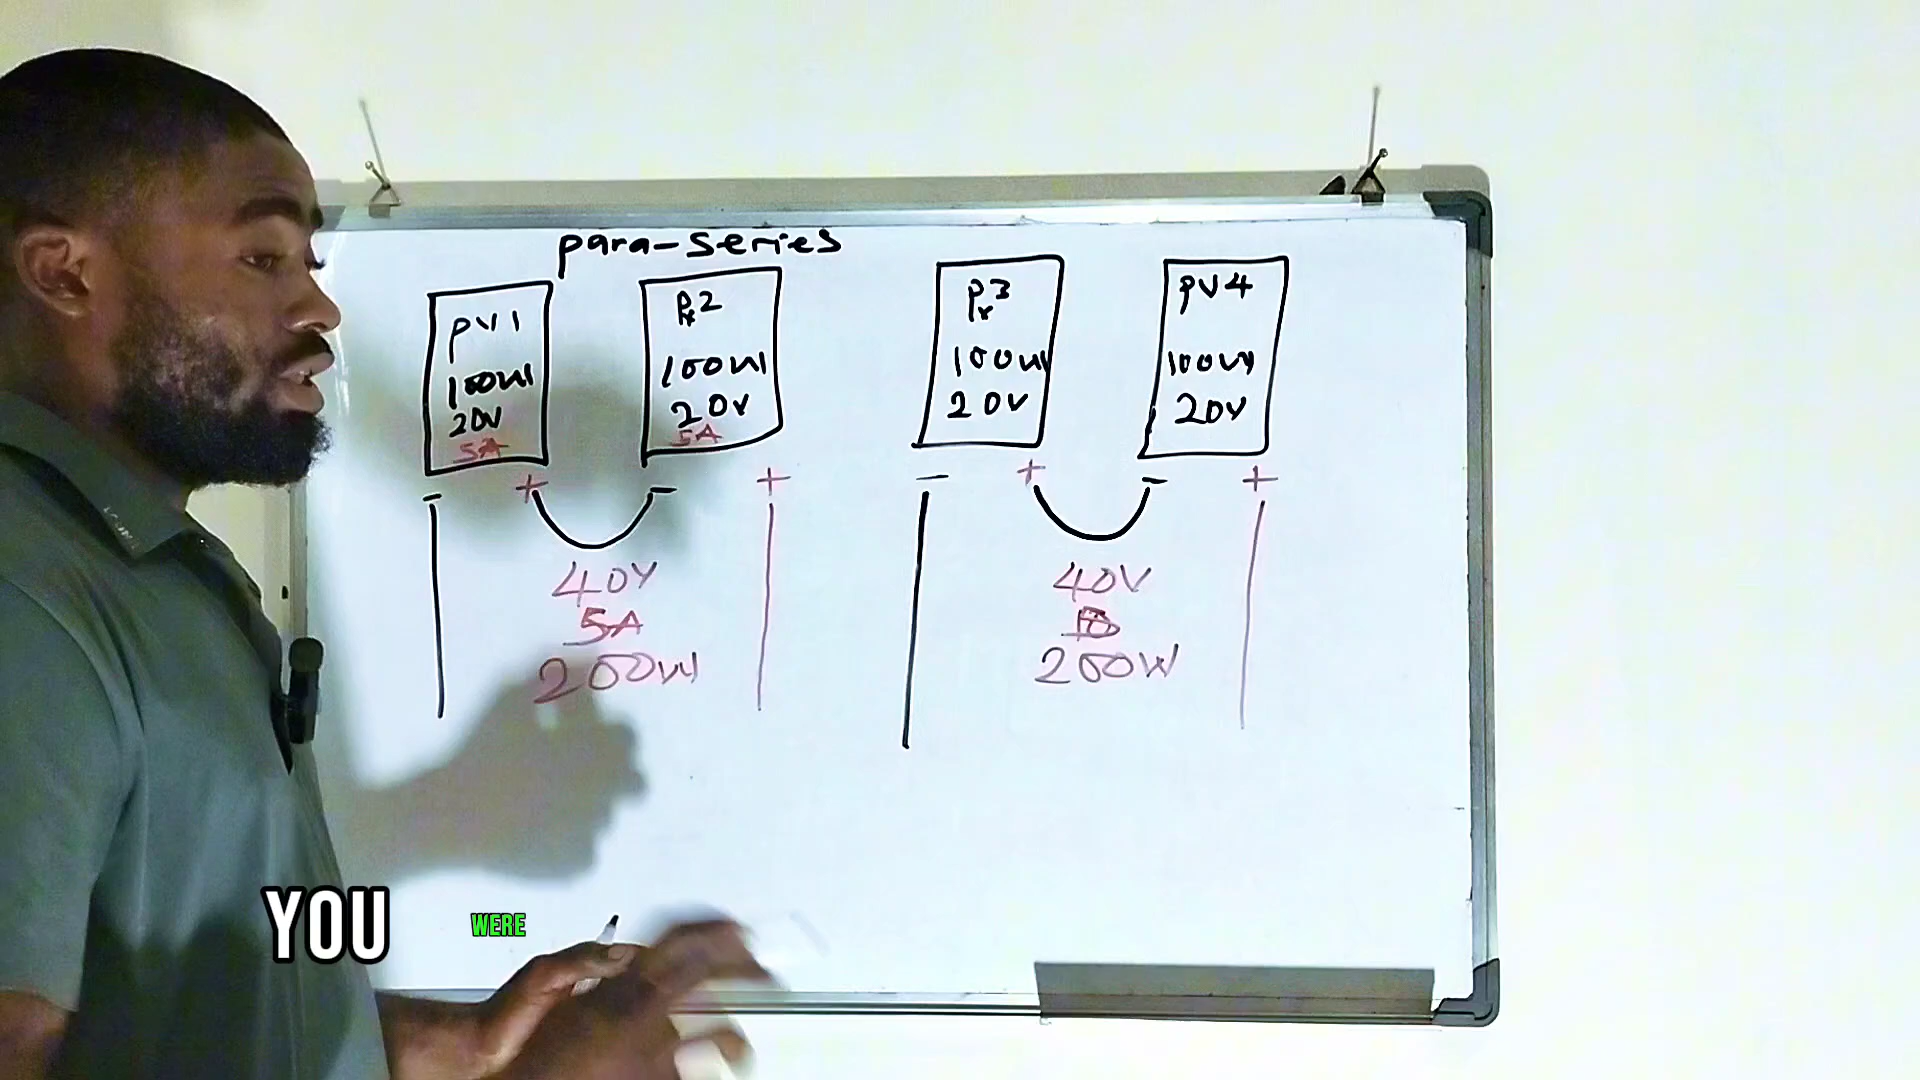 para-series
PV1
100W
20V
5A
PV2
100W
20V
5A
PV3
100W
20V
PV4
100W
20V
- + - +
- + - +
40V
5A
200W
40V
200W
YOU WERE